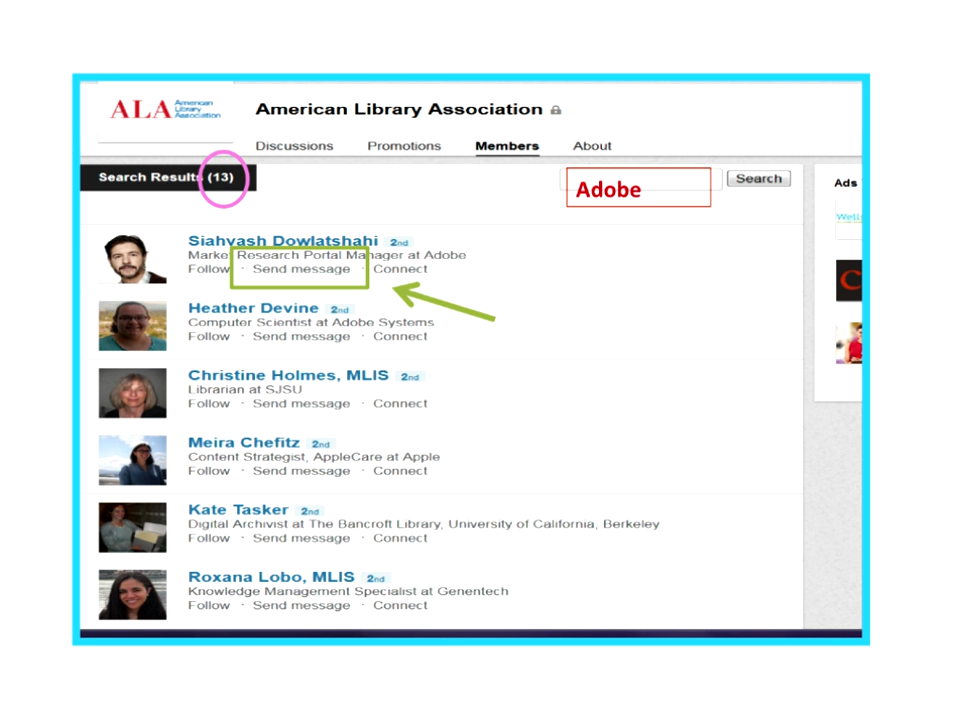 ALA American
Library
Association
American Library Association
Discussions Promotions Members About
Search Results (13)
Adobe
Search
Ads
Siahvash Dowlatshahi 2nd
Market Research Portal Manager at Adobe
Follow · Send message · Connect
Heather Devine 2nd
Computer Scientist at Adobe Systems
Follow · Send message · Connect
Christine Holmes, MLIS 2nd
Librarian at SJSU
Follow · Send message · Connect
Meira Chefitz 2nd
Content Strategist, AppleCare at Apple
Follow · Send message · Connect
Kate Tasker 2nd
Digital Archivist at The Bancroft Library, University of California, Berkeley
Follow · Send message · Connect
Roxana Lobo, MLIS 2nd
Knowledge Management Specialist at Genentech
Follow · Send message · Connect